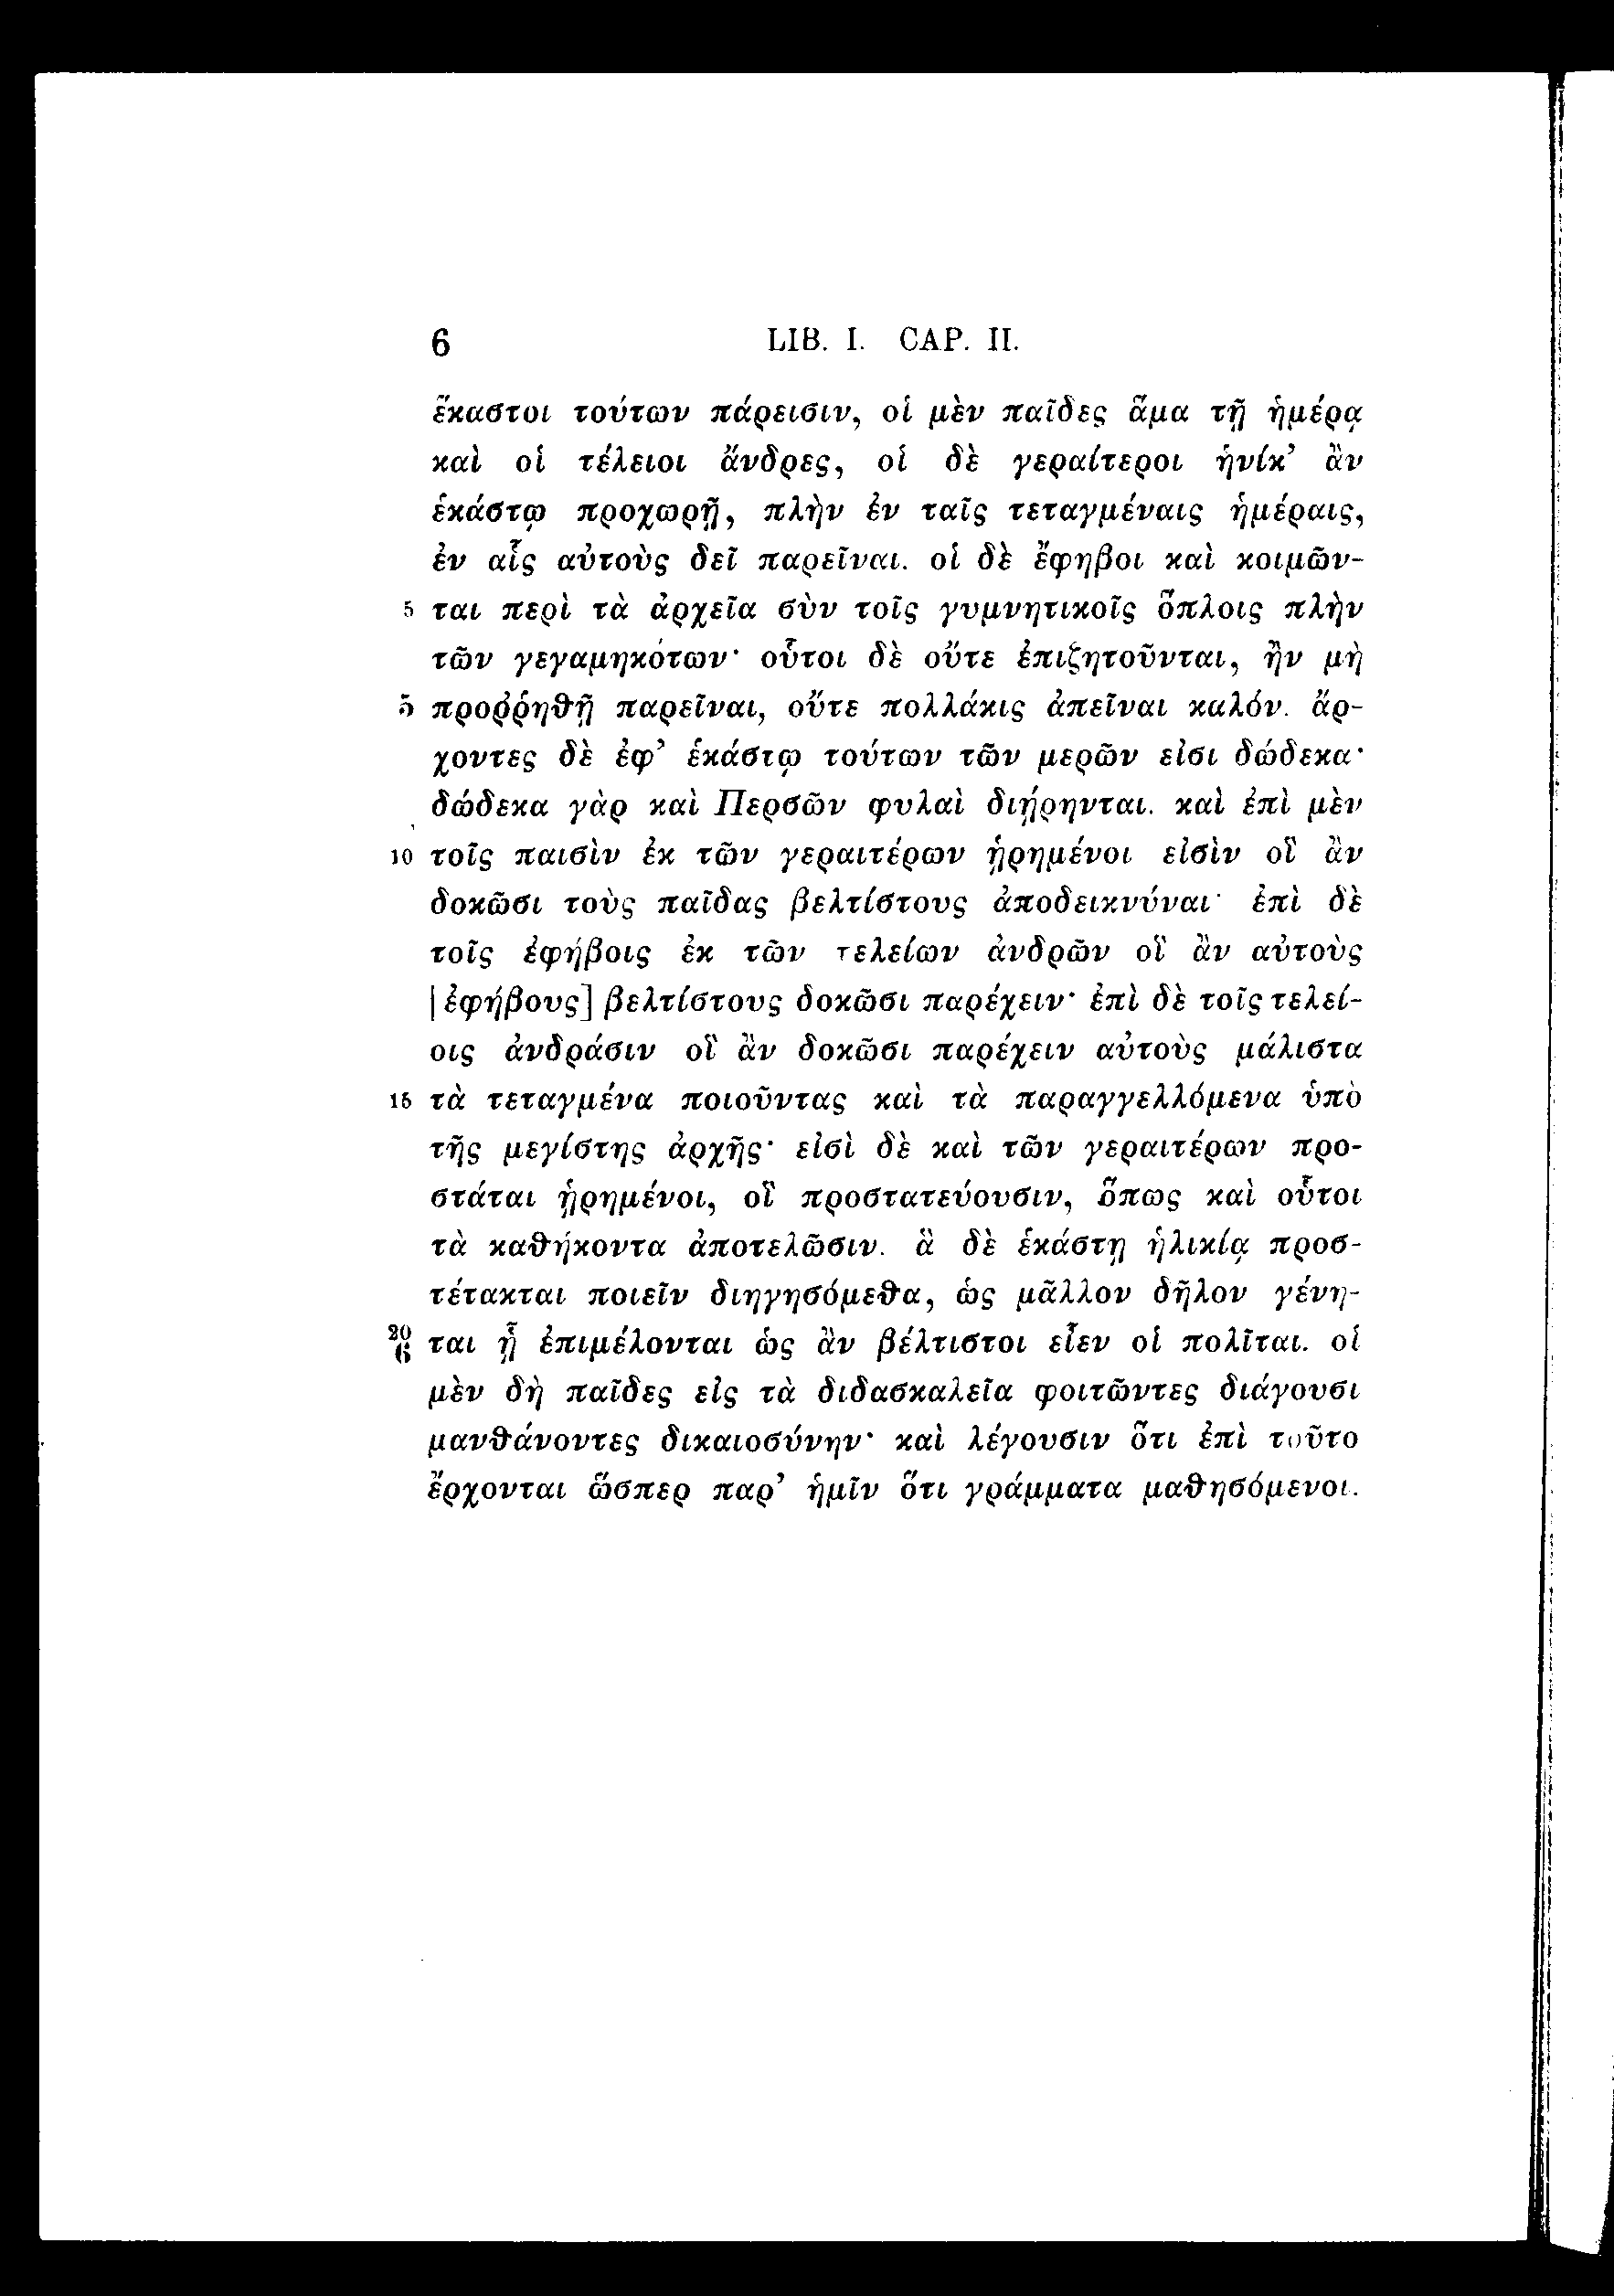 6 LIB. I. CAP. II.
ἕκαστοι τούτων πάρεισιν, οἱ μὲν παῖδες ἅμα τῇ ἡμέρᾳ
καὶ οἱ τέλειοι ἄνδρες, οἱ δὲ γεραίτεροι ἡνίκ’ ἂν
ἑκάστῳ προχωρῇ, πλὴν ἐν ταῖς τεταγμέναις ἡμέραις,
ἐν αἷς αὐτοὺς δεῖ παρεῖναι. οἱ δὲ ἔφηβοι καὶ κοιμῶν-
5 ται περὶ τὰ ἀρχεῖα σὺν τοῖς γυμνητικοῖς ὅπλοις πλὴν
τῶν γεγαμηκότων· οὗτοι δὲ οὔτε ἐπιζητοῦνται, ἢν μὴ
5 προῤῥηθῇ παρεῖναι, οὔτε πολλάκις ἀπεῖναι καλόν. ἄρ-
χοντες δὲ ἐφ’ ἑκάστῳ τούτων τῶν μερῶν εἰσι δώδεκα·
δώδεκα γὰρ καὶ Περσῶν φυλαὶ διῄρηνται. καὶ ἐπὶ μὲν
10 τοῖς παισὶν ἐκ τῶν γεραιτέρων ᾑρημένοι εἰσὶν οἳ ἂν
δοκῶσι τοὺς παῖδας βελτίστους ἀποδεικνύναι· ἐπὶ δὲ
τοῖς ἐφήβοις ἐκ τῶν τελείων ἀνδρῶν οἳ ἂν αὐτοὺς
[ἐφήβους] βελτίστους δοκῶσι παρέχειν· ἐπὶ δὲ τοῖς τελεί-
οις ἀνδράσιν οἳ ἂν δοκῶσι παρέχειν αὐτοὺς μάλιστα
15 τὰ τεταγμένα ποιοῦντας καὶ τὰ παραγγελλόμενα ὑπὸ
τῆς μεγίστης ἀρχῆς· εἰσὶ δὲ καὶ τῶν γεραιτέρων προ-
στάται ᾑρημένοι, οἳ προστατεύουσιν, ὅπως καὶ οὗτοι
τὰ καθήκοντα ἀποτελῶσιν. ἃ δὲ ἑκάστῃ ἡλικίᾳ προσ-
τέτακται ποιεῖν διηγησόμεθα, ὡς μᾶλλον δῆλον γένη-
20 6 ται ᾗ ἐπιμέλονται ὡς ἂν βέλτιστοι εἶεν οἱ πολῖται. οἱ
μὲν δὴ παῖδες εἰς τὰ διδασκαλεῖα φοιτῶντες διάγουσι
μανθάνοντες δικαιοσύνην· καὶ λέγουσιν ὅτι ἐπὶ τοῦτο
ἔρχονται ὥσπερ παρ’ ἡμῖν ὅτι γράμματα μαθησόμενοι.